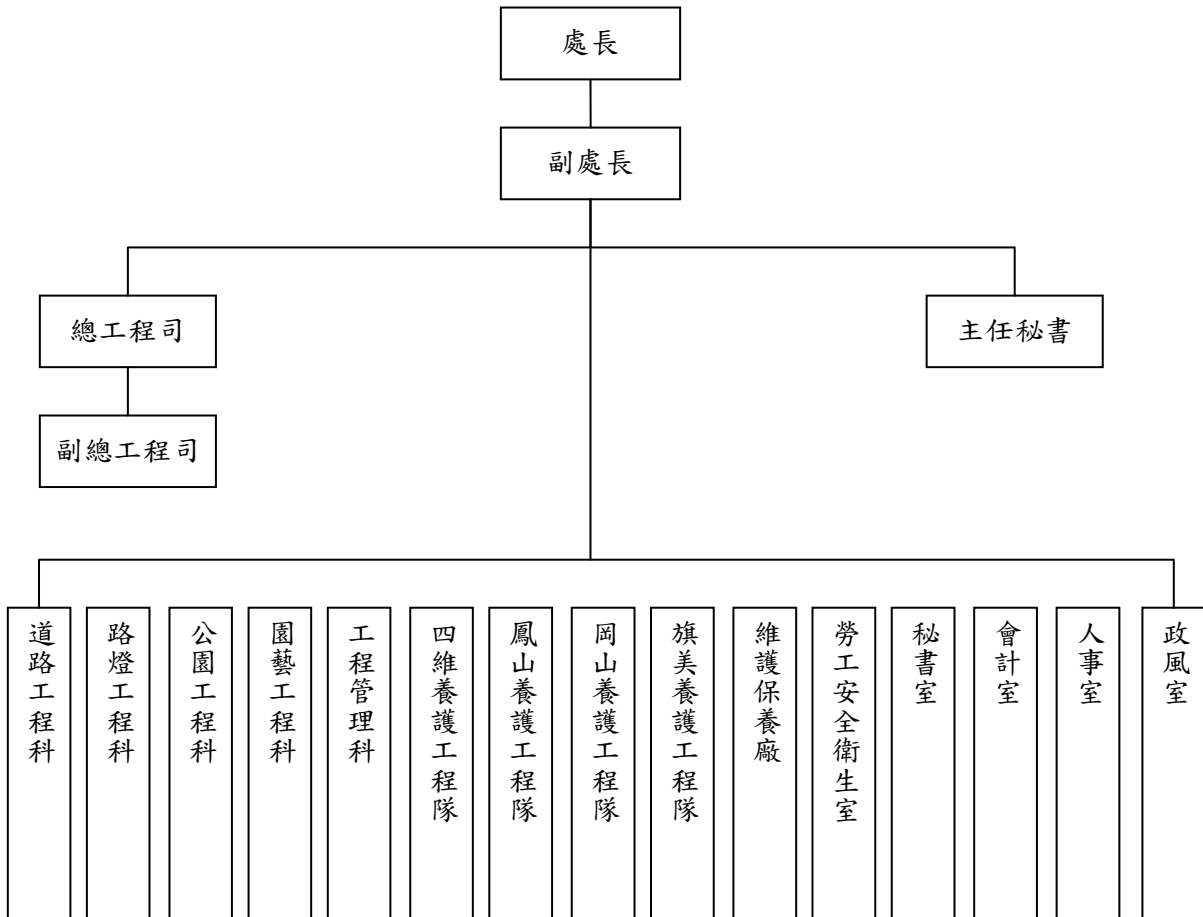 處長
副處長
總工程司
主任秘書
副總工程司
道路工程科
路燈工程科
公園工程科
園藝工程科
工程管理科
四維養護工程隊
鳳山養護工程隊
岡山養護工程隊
旗美養護工程隊
維護保養廠
勞工安全衛生室
秘書室
會計室
人事室
政風室